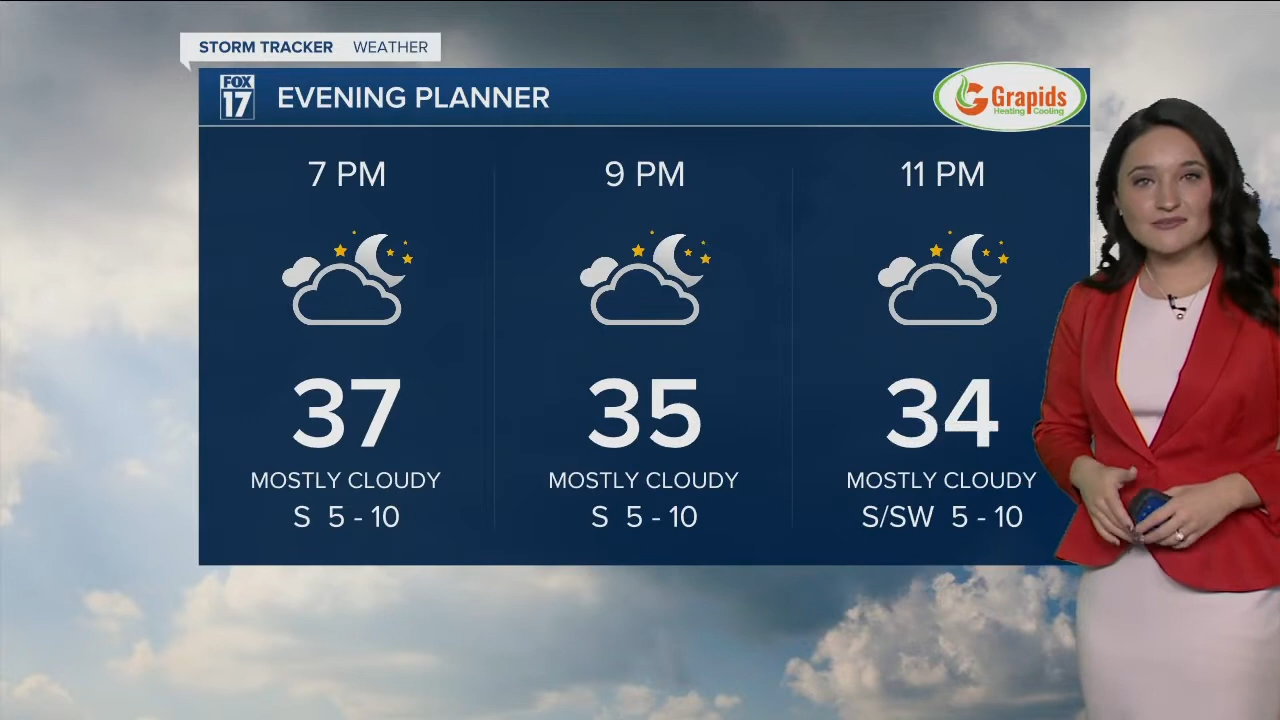 STORM TRACKER WEATHER
FOX
17
EVENING PLANNER
Grapids
Heating Cooling
7 PM
37
MOSTLY CLOUDY
S 5 - 10
9 PM
35
MOSTLY CLOUDY
S 5 - 10
11 PM
34
MOSTLY CLOUDY
S/SW 5 - 10